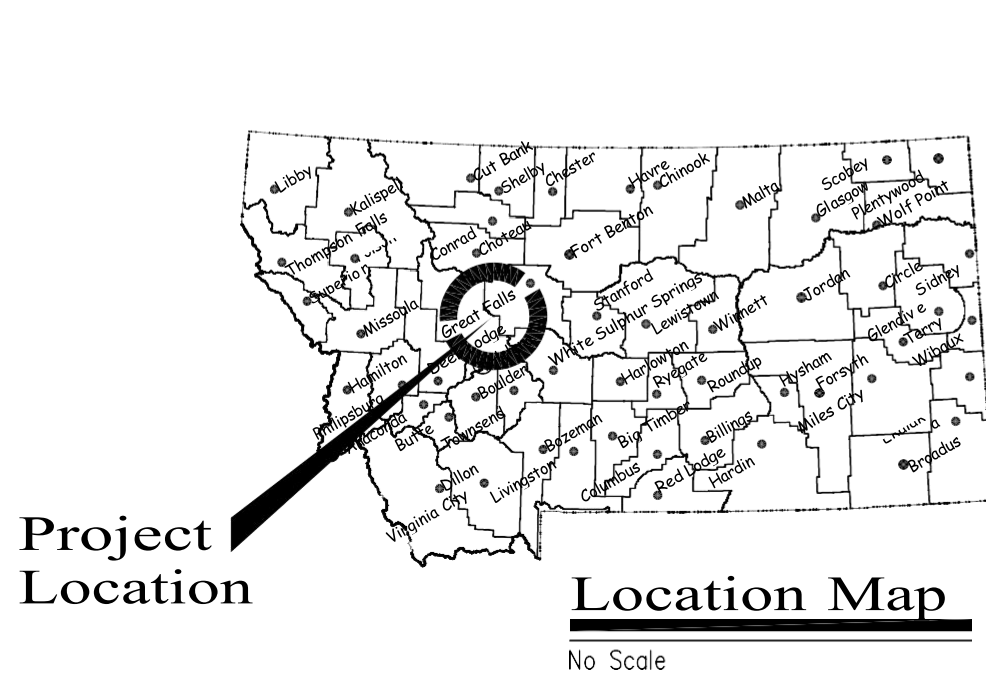 Cut Bank
Shelby
Chester
Havre
Chinook
Libby
Kalispell
Malta
Scobey
Glasgow
Plentywood
Wolf Point
Thompson Falls
Conrad
Choteau
Fort Benton
Superior
Missoula
Great Falls
Stanford
White Sulphur Springs
Lewistown
Winnett
Jordan
Circle
Sidney
Glendive
Terry
Wibaux
Hamilton
Boulder
Harlowton
Ryegate
Roundup
Hysham
Forsyth
Miles City
Philipsburg
Anaconda
Butte
Townsend
Bozeman
Big Timber
Billings
Dillon
Livingston
Columbus
Red Lodge
Hardin
Broadus
Virginia City
Project
Location
Location Map
No Scale